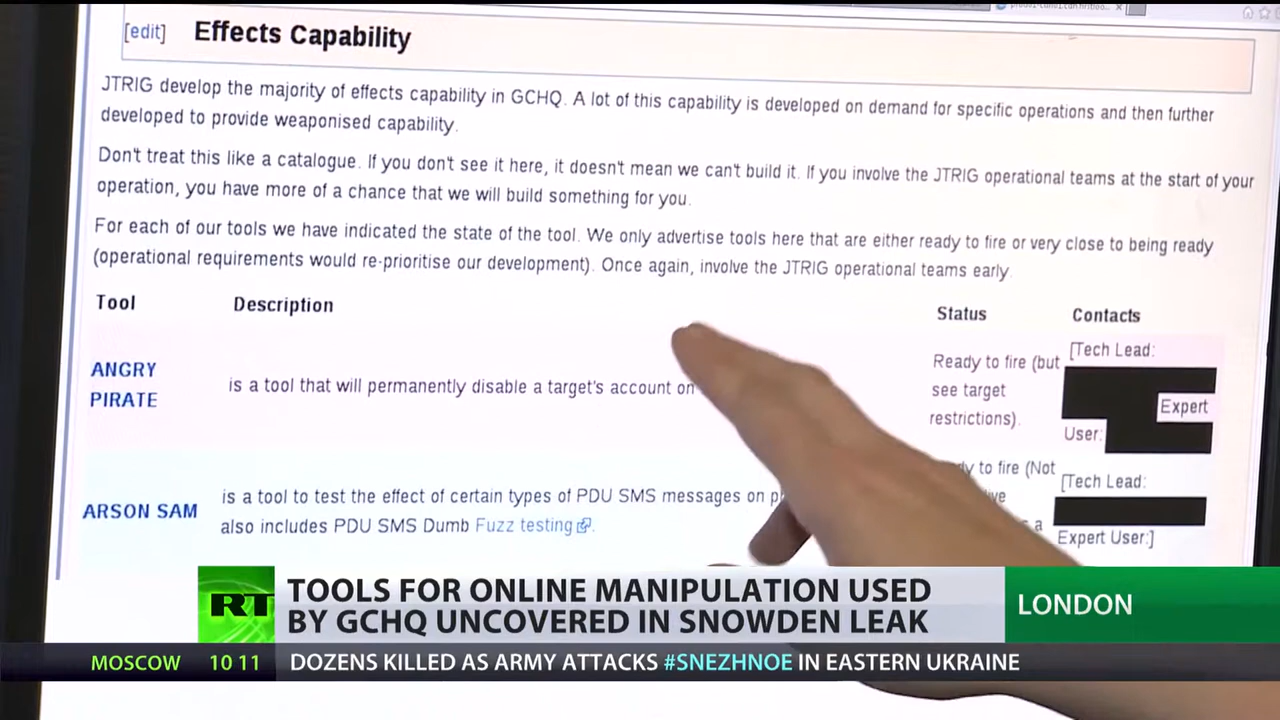 [edit] Effects Capability
JTRIG develop the majority of effects capability in GCHQ. A lot of this capability is developed on demand for specific operations and then further
developed to provide weaponised capability.
Don't treat this like a catalogue. If you don't see it here, it doesn't mean we can't build it. If you involve the JTRIG operational teams at the start of your
operation, you have more of a chance that we will build something for you.
For each of our tools we have indicated the state of the tool. We only advertise tools here that are either ready to fire or very close to being ready
(operational requirements would re-prioritise our development). Once again, involve the JTRIG operational teams early.
Tool Description Status Contacts
ANGRY
PIRATE
is a tool that will permanently disable a target's account on
Ready to fire (but
see target
restrictions).
[Tech Lead:
Expert
User:
ARSON SAM
is a tool to test the effect of certain types of PDU SMS messages on
also includes PDU SMS Dumb Fuzz testing.
to fire (Not
a
[Tech Lead:
Expert User:]
RT
TOOLS FOR ONLINE MANIPULATION USED
BY GCHQ UNCOVERED IN SNOWDEN LEAK
LONDON
MOSCOW 10 11 DOZENS KILLED AS ARMY ATTACKS #SNEZHNOE IN EASTERN UKRAINE